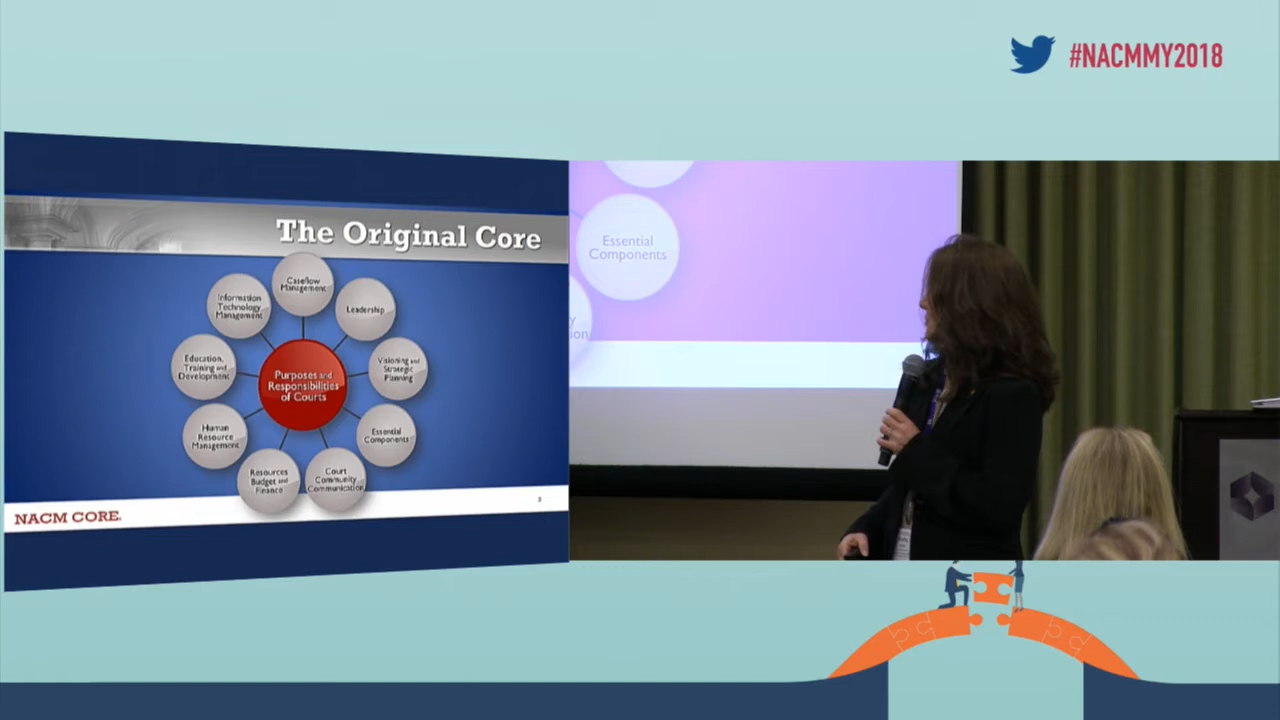 #NACMMY2018
The Original Core
Caseflow
Management
Leadership
Visioning and
Strategic
Planning
Essential
Components
Court
Community
Communication
Resources
Budget and
Finance
Human
Resource
Management
Education,
Training and
Development
Information
Technology
Management
Purposes and
Responsibilities
of Courts
3
NACM CORE
Essential
Components
y
ion